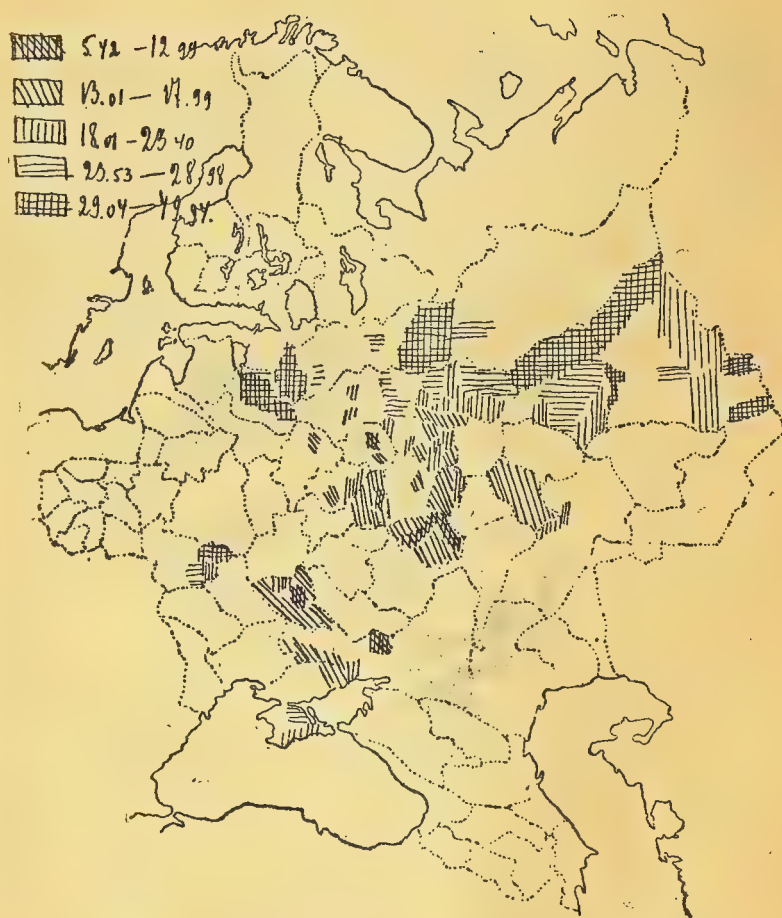 5.42 – 12.99
13.01 – 17.99
18.01 – 23.40
23.53 – 28.98
29.04 –